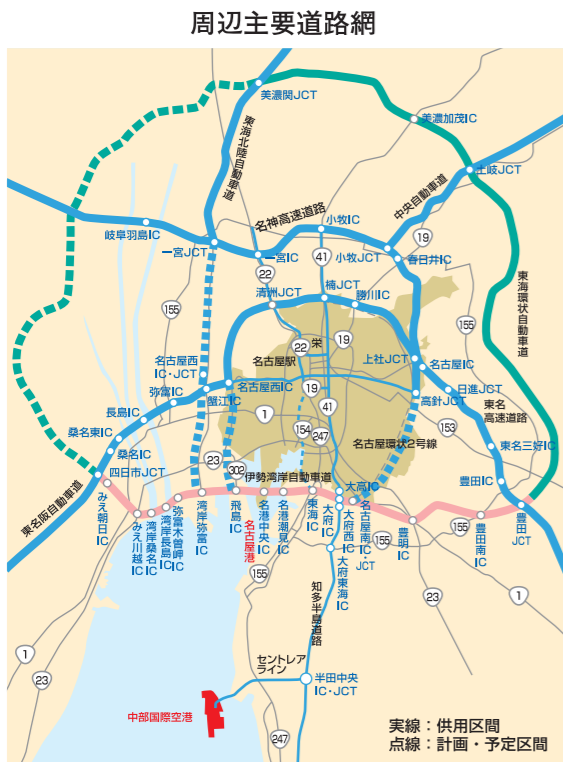 周辺主要道路網
美濃関JCT
美濃加茂IC
東海北陸自動車道
土岐JCT
中央自動車道
名神高速道路
小牧IC
19
岐阜羽島IC
一宮JCT
一宮IC
41
小牧JCT
春日井IC
22
清洲JCT
楠JCT
勝川IC
東海環状自動車道
155
155
名古屋西
IC・JCT
名古屋駅
22
栄
19
上社JCT
名古屋IC
弥富IC
蟹江IC
名古屋西IC
19
日進JCT
高針JCT
長島IC
1
41
東名
高速道路
桑名東IC
154
247
153
名古屋環状2号線
東名三好IC
桑名IC
四日市JCT
23
302
伊勢湾岸自動車道
大高IC
豊田IC
東名阪自動車道
みえ朝日IC
みえ川越IC
湾岸桑名IC
湾岸長島IC
弥富木曽岬IC
湾岸弥富IC
飛島IC
名港中央IC
名古屋港
名港潮見IC
東海IC
大府IC
大府西IC
名古屋南IC・JCT
155
豊明IC
155
豊田南IC
豊田JCT
大府東海IC
155
知多半島道路
23
1
1
23
セントレア
ライン
半田中央
IC・JCT
中部国際空港
247
実線：供用区間
点線：計画・予定区間